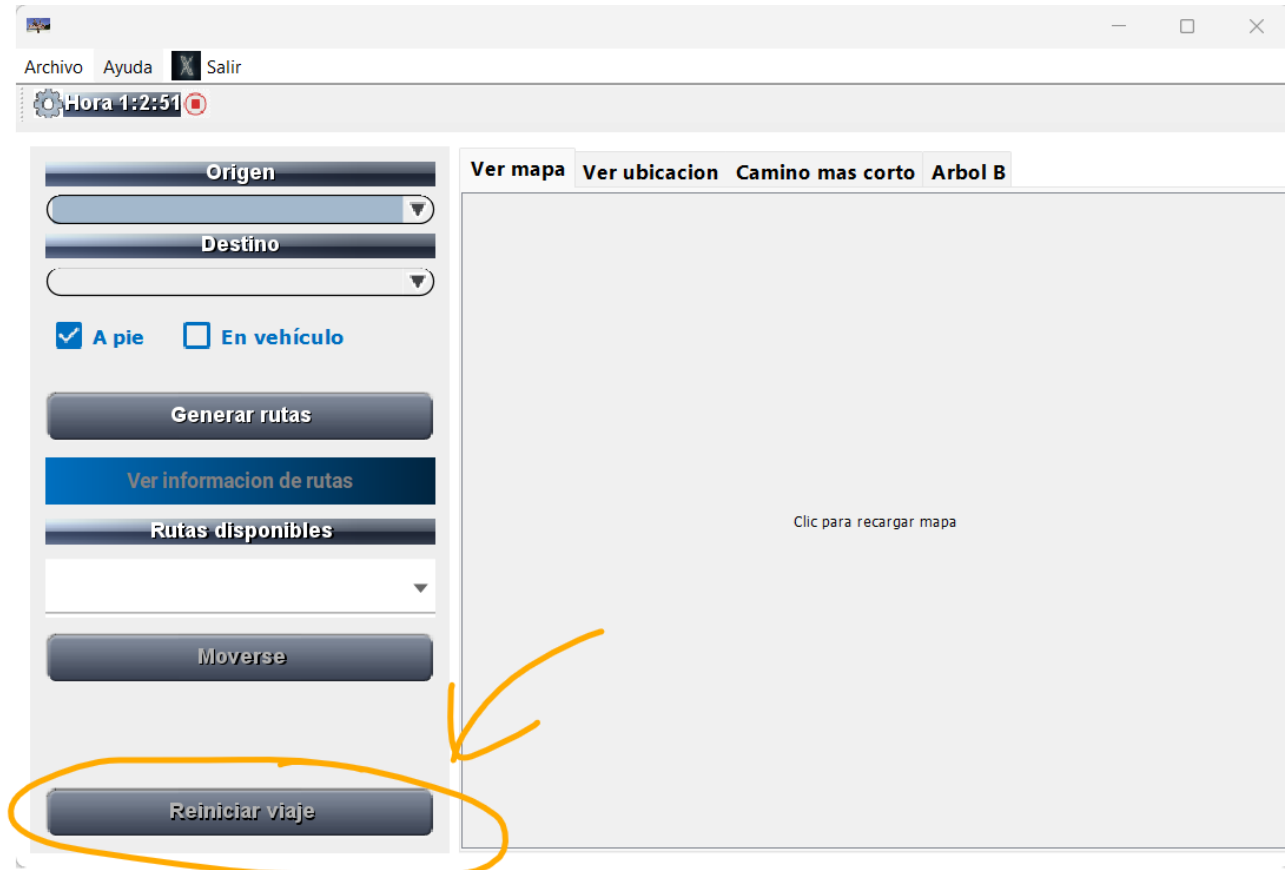 Archivo Ayuda Salir
Hora 1:2:51
Origen
Destino
A pie En vehículo
Generar rutas
Ver informacion de rutas
Rutas disponibles
Moverse
Reiniciar viaje
Ver mapa Ver ubicacion Camino mas corto Arbol B
Clic para recargar mapa